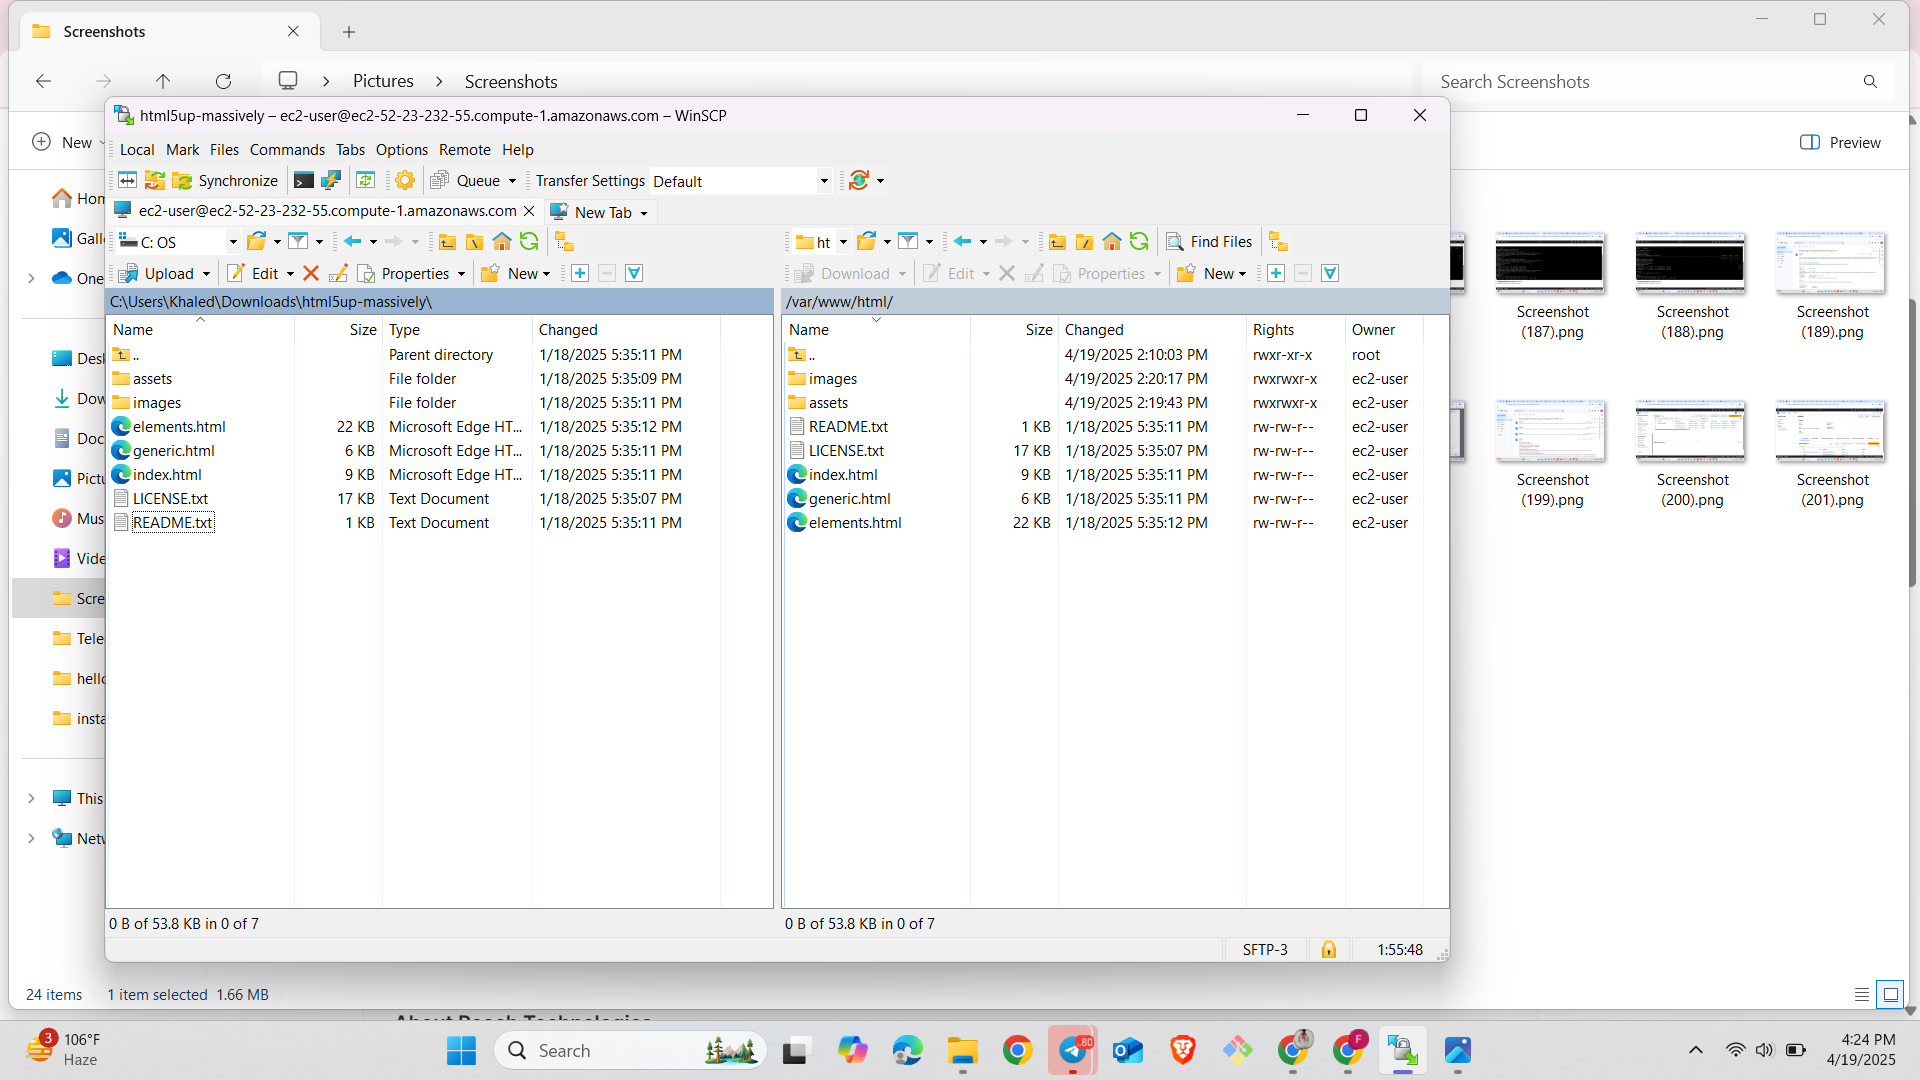 Screenshots
Pictures > Screenshots
Search Screenshots
html5up-massively – ec2-user@ec2-52-23-232-55.compute-1.amazonaws.com – WinSCP
New
Preview
Local Mark Files Commands Tabs Options Remote Help
Synchronize Queue Transfer Settings Default
ec2-user@ec2-52-23-232-55.compute-1.amazonaws.com New Tab
C: OS
ht Find Files
Upload Edit Properties New
Download Edit Properties New
C:\Users\Khaled\Downloads\html5up-massively\
Name Size Type Changed
.. Parent directory 1/18/2025 5:35:11 PM
assets File folder 1/18/2025 5:35:09 PM
images File folder 1/18/2025 5:35:11 PM
elements.html 22 KB Microsoft Edge HT... 1/18/2025 5:35:12 PM
generic.html 6 KB Microsoft Edge HT... 1/18/2025 5:35:11 PM
index.html 9 KB Microsoft Edge HT... 1/18/2025 5:35:11 PM
LICENSE.txt 17 KB Text Document 1/18/2025 5:35:07 PM
README.txt 1 KB Text Document 1/18/2025 5:35:11 PM
0 B of 53.8 KB in 0 of 7
/var/www/html/
Name Size Changed Rights Owner
.. 4/19/2025 2:10:03 PM rwxr-xr-x root
images 4/19/2025 2:20:17 PM rwxrwxr-x ec2-user
assets 4/19/2025 2:19:43 PM rwxrwxr-x ec2-user
README.txt 1 KB 1/18/2025 5:35:11 PM rw-rw-r-- ec2-user
LICENSE.txt 17 KB 1/18/2025 5:35:07 PM rw-rw-r-- ec2-user
index.html 9 KB 1/18/2025 5:35:11 PM rw-rw-r-- ec2-user
generic.html 6 KB 1/18/2025 5:35:11 PM rw-rw-r-- ec2-user
elements.html 22 KB 1/18/2025 5:35:12 PM rw-rw-r-- ec2-user
0 B of 53.8 KB in 0 of 7
SFTP-3 1:55:48
Hon
Galle
One
Desk
Dow
Doc
Pictu
Mus
Vide
Scre
Tele
hello
insta
This
Netw
Screenshot
(187).png
Screenshot
(188).png
Screenshot
(189).png
Screenshot
(199).png
Screenshot
(200).png
Screenshot
(201).png
24 items 1 item selected 1.66 MB
3
106°F
Haze
Search
..80
F
4:24 PM
4/19/2025